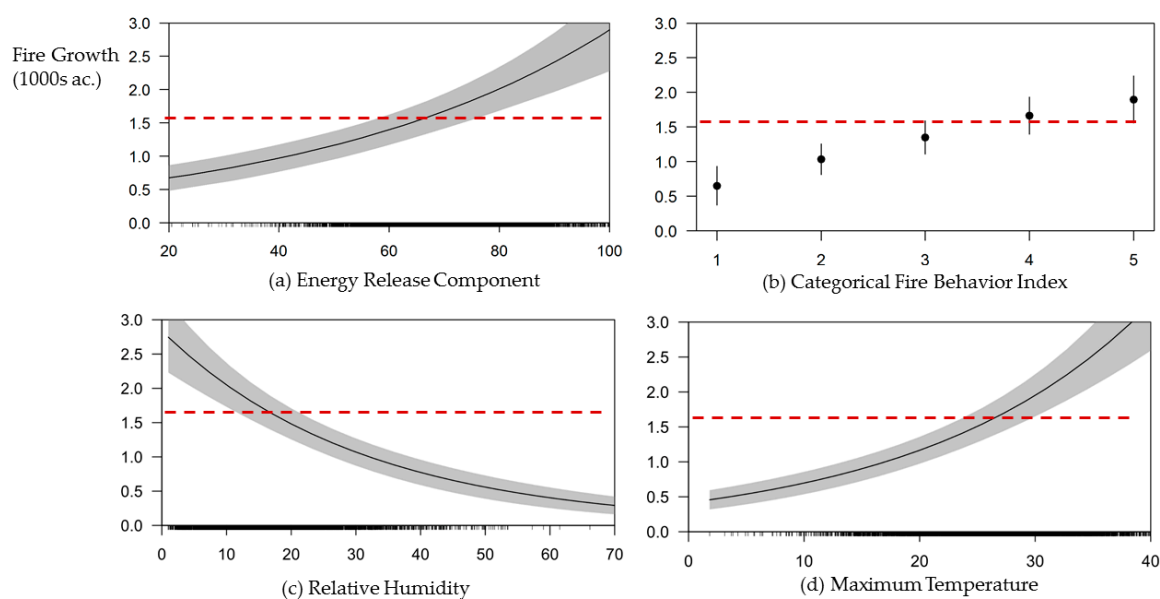 Fire Growth
(1000s ac.)
3.0
2.5
2.0
1.5
1.0
0.5
0.0
20 40 60 80 100
(a) Energy Release Component
3.0
2.5
2.0
1.5
1.0
0.5
0.0
1 2 3 4 5
(b) Categorical Fire Behavior Index
3.0
2.5
2.0
1.5
1.0
0.5
0.0
0 10 20 30 40 50 60 70
(c) Relative Humidity
3.0
2.5
2.0
1.5
1.0
0.5
0.0
0 10 20 30 40
(d) Maximum Temperature